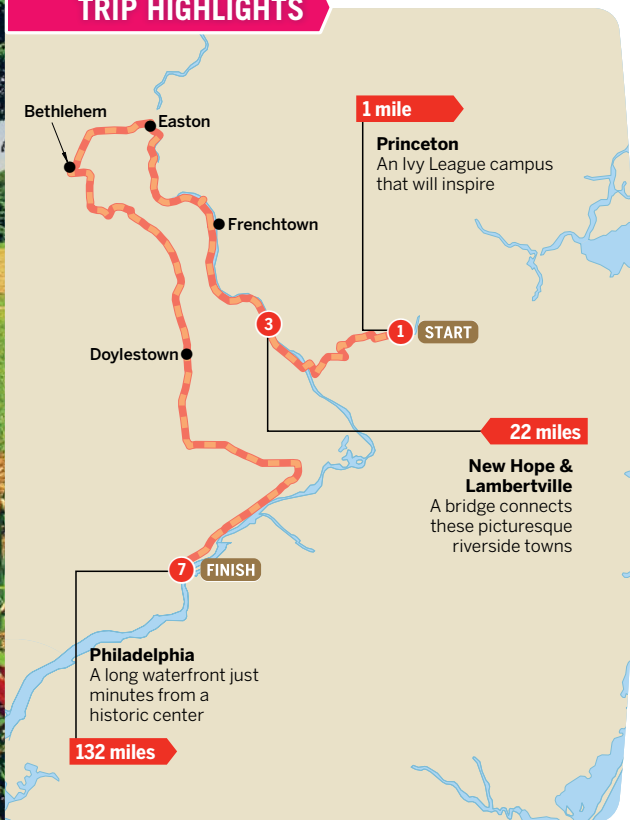 TRIP HIGHLIGHTS
Bethlehem
Easton
1 mile
Princeton
An Ivy League campus
that will inspire
Frenchtown
3
1 START
Doylestown
22 miles
New Hope &
Lambertville
A bridge connects
these picturesque
riverside towns
7 FINISH
Philadelphia
A long waterfront just
minutes from a
historic center
132 miles